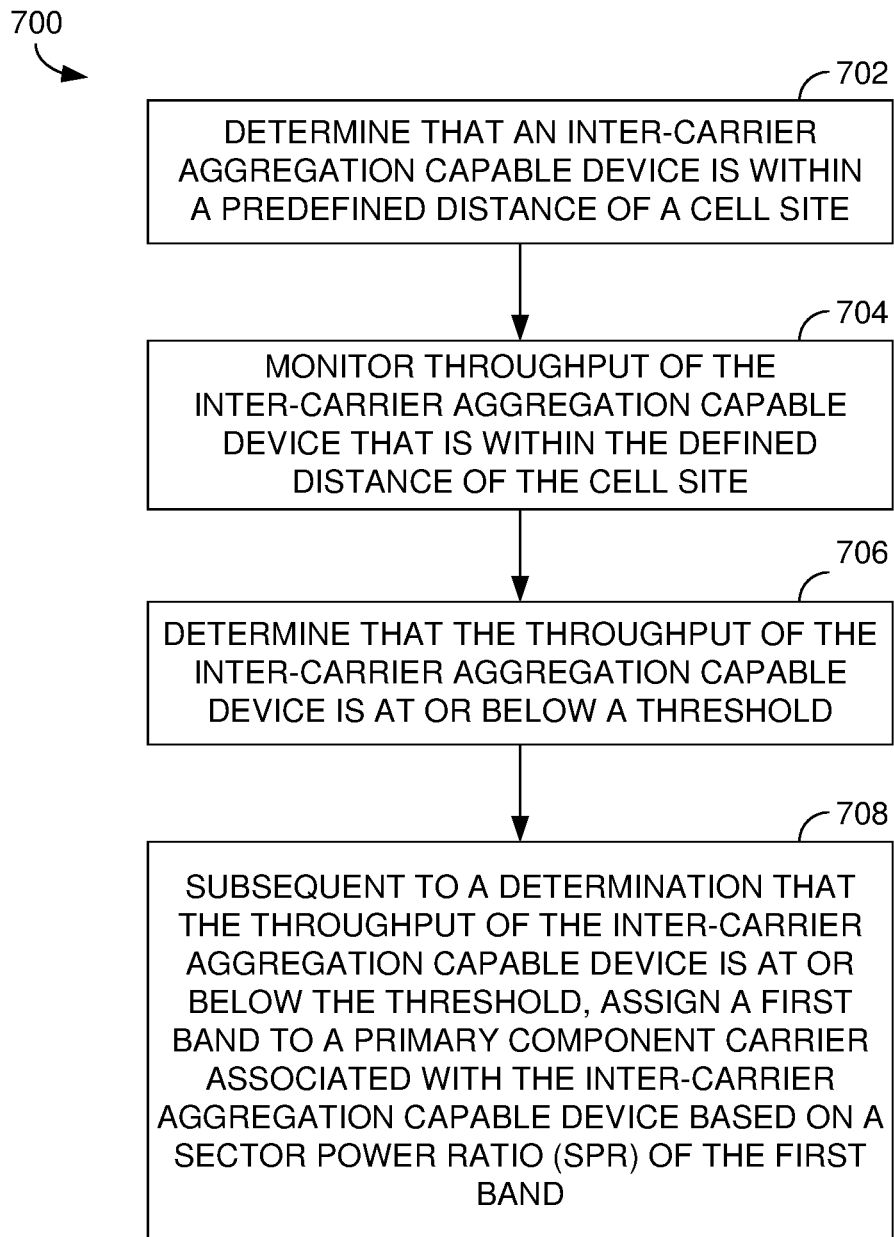 700
702
DETERMINE THAT AN INTER-CARRIER
AGGREGATION CAPABLE DEVICE IS WITHIN
A PREDEFINED DISTANCE OF A CELL SITE
704
MONITOR THROUGHPUT OF THE
INTER-CARRIER AGGREGATION CAPABLE
DEVICE THAT IS WITHIN THE DEFINED
DISTANCE OF THE CELL SITE
706
DETERMINE THAT THE THROUGHPUT OF THE
INTER-CARRIER AGGREGATION CAPABLE
DEVICE IS AT OR BELOW A THRESHOLD
708
SUBSEQUENT TO A DETERMINATION THAT
THE THROUGHPUT OF THE INTER-CARRIER
AGGREGATION CAPABLE DEVICE IS AT OR
BELOW THE THRESHOLD, ASSIGN A FIRST
BAND TO A PRIMARY COMPONENT CARRIER
ASSOCIATED WITH THE INTER-CARRIER
AGGREGATION CAPABLE DEVICE BASED ON A
SECTOR POWER RATIO (SPR) OF THE FIRST
BAND